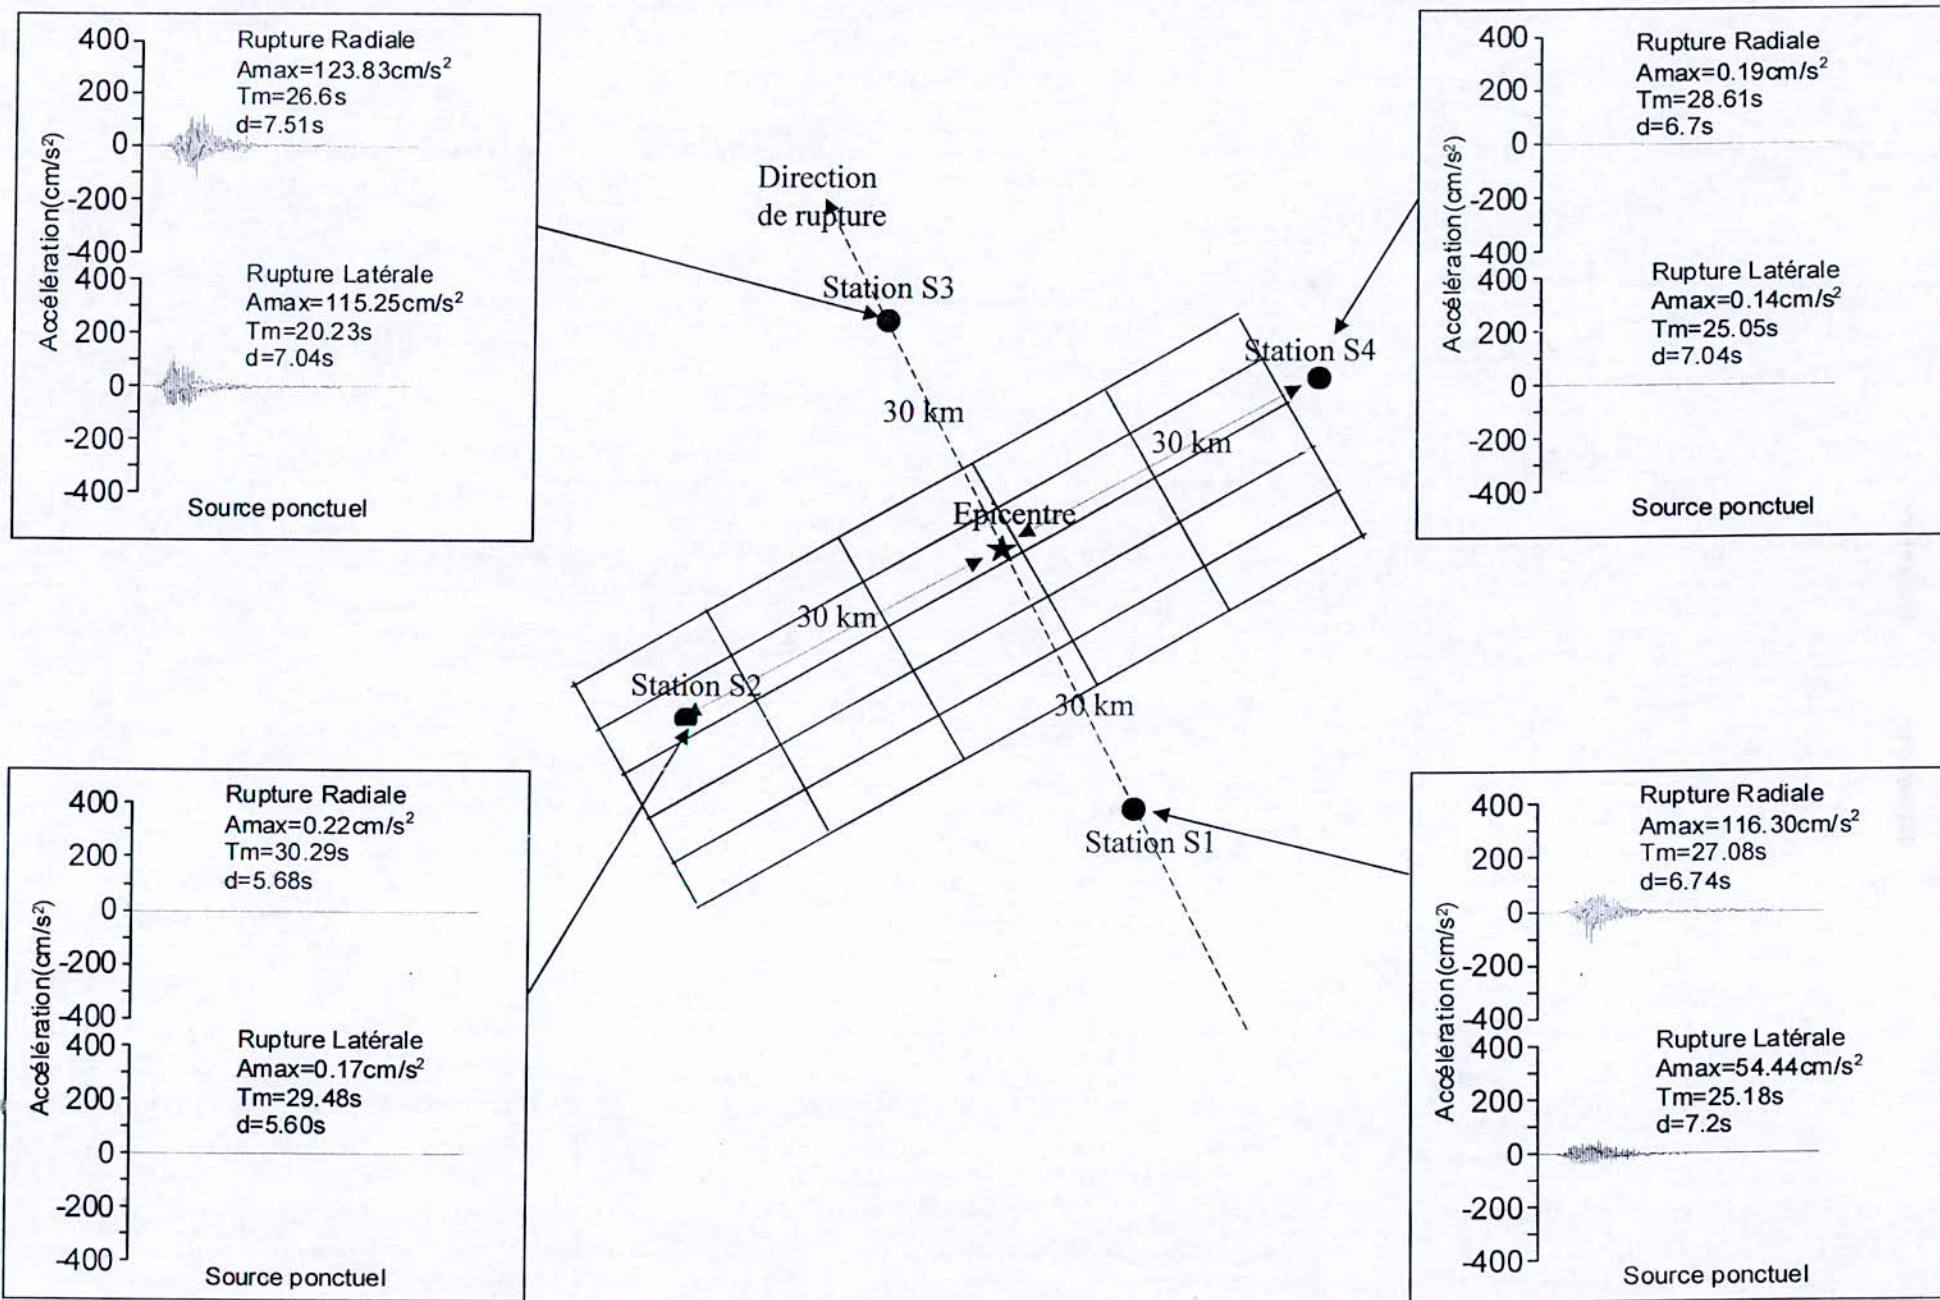 400
200
0
-200
-400
Accélération(cm/s²)
Rupture Radiale
Amax=123.83cm/s²
Tm=26.6s
d=7.51s
400
200
0
-200
-400
Rupture Latérale
Amax=115.25cm/s²
Tm=20.23s
d=7.04s
Source ponctuel
400
200
0
-200
-400
Accélération(cm/s²)
Rupture Radiale
Amax=0.19cm/s²
Tm=28.61s
d=6.7s
400
200
0
-200
-400
Rupture Latérale
Amax=0.14cm/s²
Tm=25.05s
d=7.04s
Source ponctuel
Direction
de rupture
Station S3
30 km
Station S4
30 km
Epicentre
30 km
Station S2
30 km
Station S1
400
200
0
-200
-400
Accélération(cm/s²)
Rupture Radiale
Amax=0.22cm/s²
Tm=30.29s
d=5.68s
400
200
0
-200
-400
Rupture Latérale
Amax=0.17cm/s²
Tm=29.48s
d=5.60s
Source ponctuel
400
200
0
-200
-400
Accélération(cm/s²)
Rupture Radiale
Amax=116.30cm/s²
Tm=27.08s
d=6.74s
400
200
0
-200
-400
Rupture Latérale
Amax=54.44cm/s²
Tm=25.18s
d=7.2s
Source ponctuel